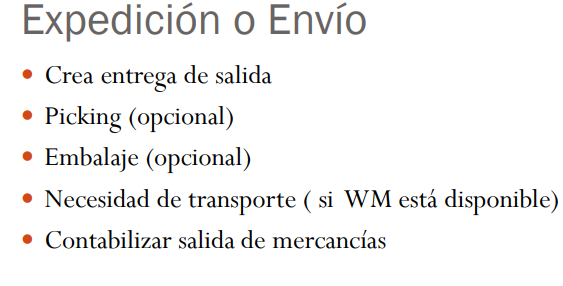 Expedición o Envío
• Crea entrega de salida
• Picking (opcional)
• Embalaje (opcional)
• Necesidad de transporte ( si WM está disponible)
• Contabilizar salida de mercancías